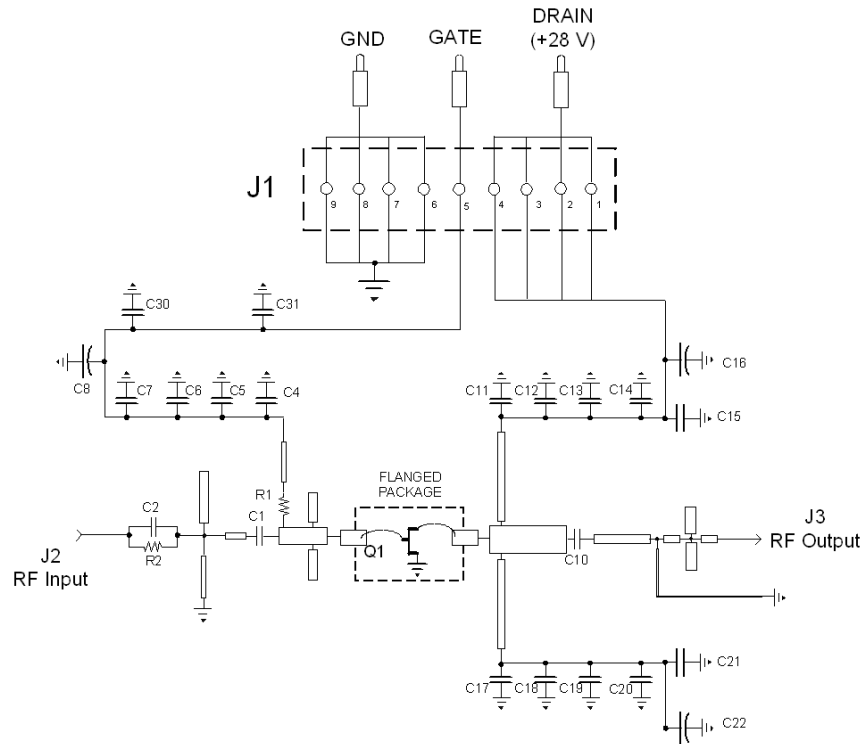 DRAIN
(+28 V)
GND
GATE
J1
9
8
7
6
5
4
3
2
1
C30
C31
C8
C7
C6
C5
C4
C11
C12
C13
C14
C16
C15
FLANGED
PACKAGE
R1
C2
C1
R2
Q1
C10
J2
RF Input
J3
RF Output
C17
C18
C19
C20
C21
C22